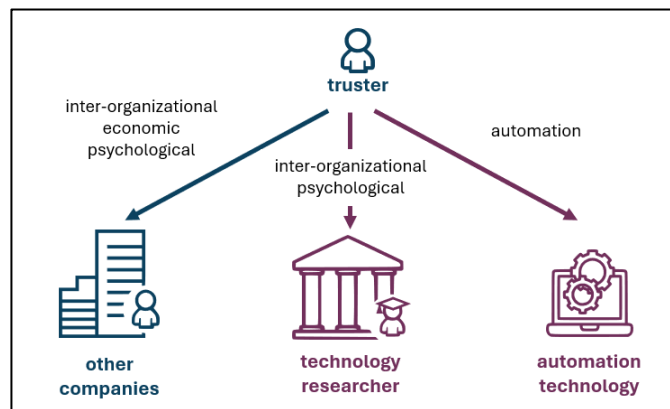 truster
inter-organizational
economic
psychological
automation
inter-organizational
psychological
other
companies
technology
researcher
automation
technology